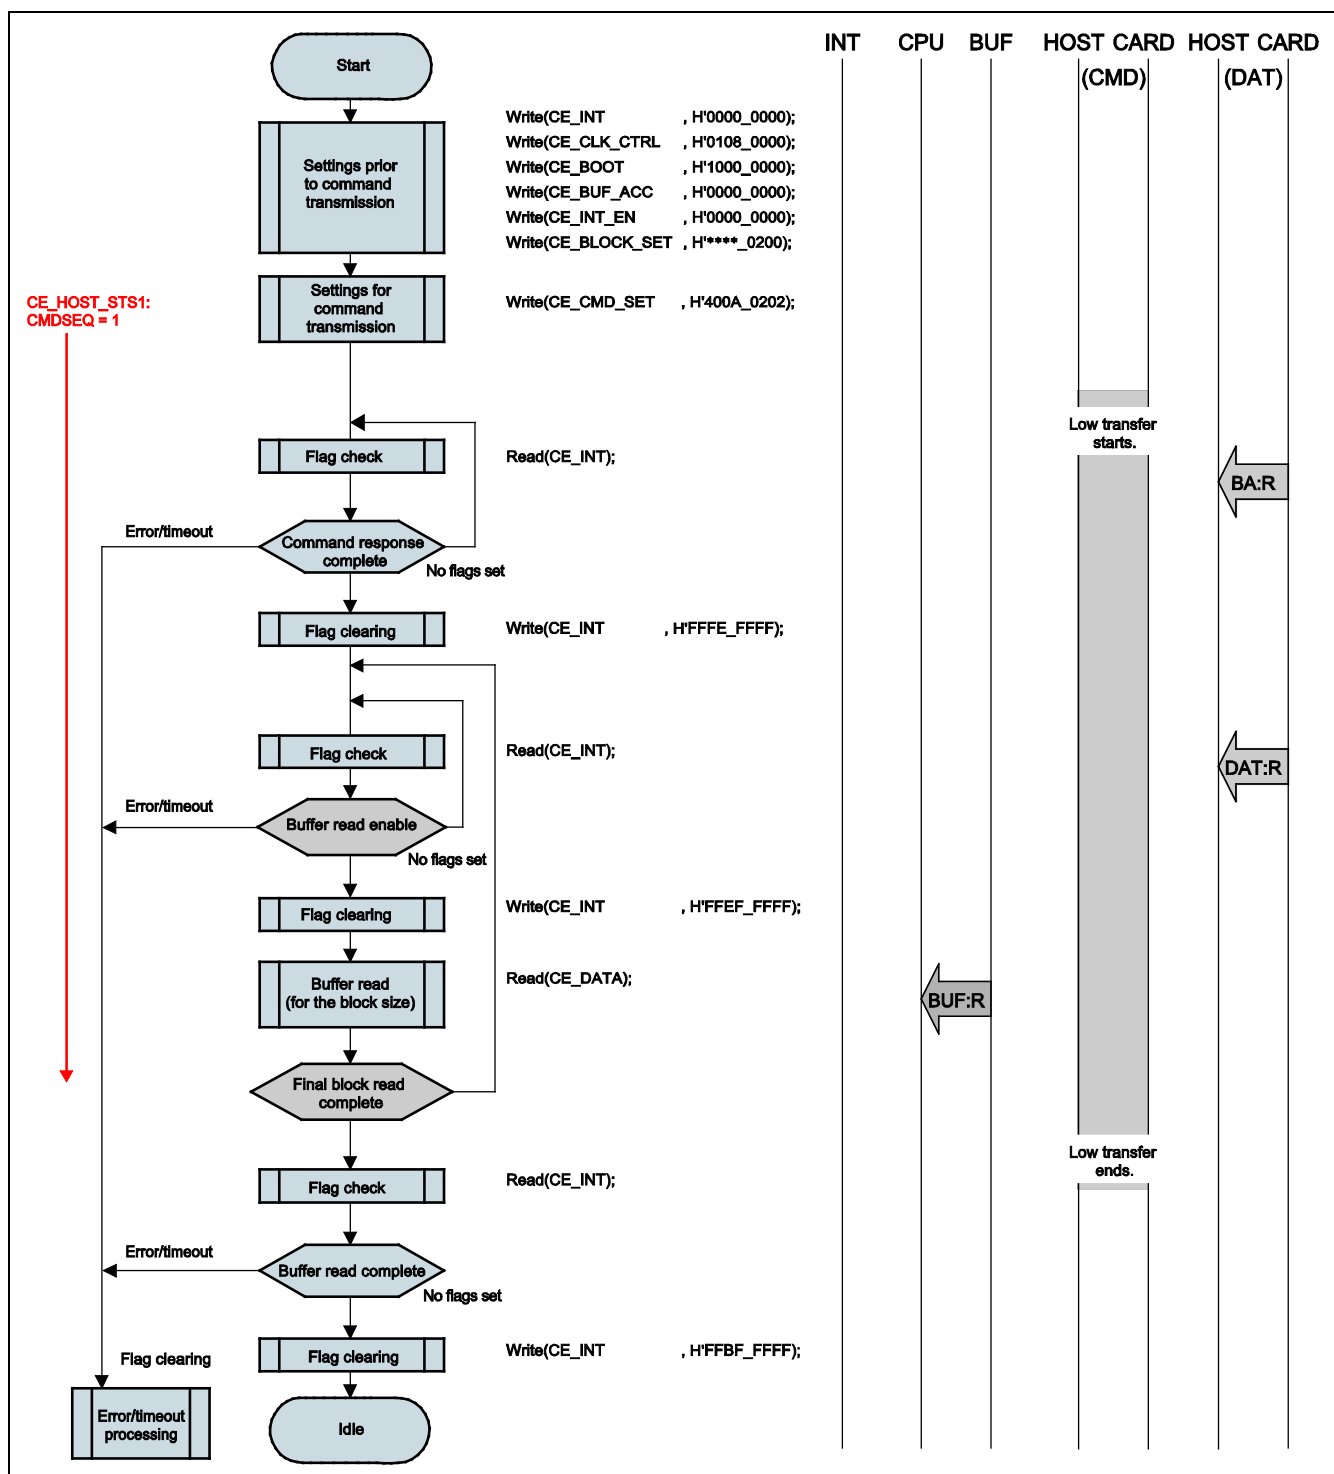 INT CPU BUF HOST CARD HOST CARD
(CMD) (DAT)
Start
Write(CE_INT , H'0000_0000);
Write(CE_CLK_CTRL , H'0108_0000);
Write(CE_BOOT , H'1000_0000);
Write(CE_BUF_ACC , H'0000_0000);
Write(CE_INT_EN , H'0000_0000);
Write(CE_BLOCK_SET , H'****_0200);
Settings prior
to command
transmission
Settings for
command
transmission
Write(CE_CMD_SET , H'400A_0202);
CE_HOST_STS1:
CMDSEQ = 1
Low transfer
starts.
Flag check
Read(CE_INT);
BA:R
Error/timeout
Command response
complete
No flags set
Flag clearing
Write(CE_INT , H'FFFE_FFFF);
Flag check
Read(CE_INT);
DAT:R
Error/timeout
Buffer read enable
No flags set
Flag clearing
Write(CE_INT , H'FFEF_FFFF);
Buffer read
(for the block size)
Read(CE_DATA);
BUF:R
Final block read
complete
Low transfer
ends.
Flag check
Read(CE_INT);
Error/timeout
Buffer read complete
No flags set
Flag clearing
Write(CE_INT , H'FFBF_FFFF);
Flag clearing
Error/timeout
processing
Idle